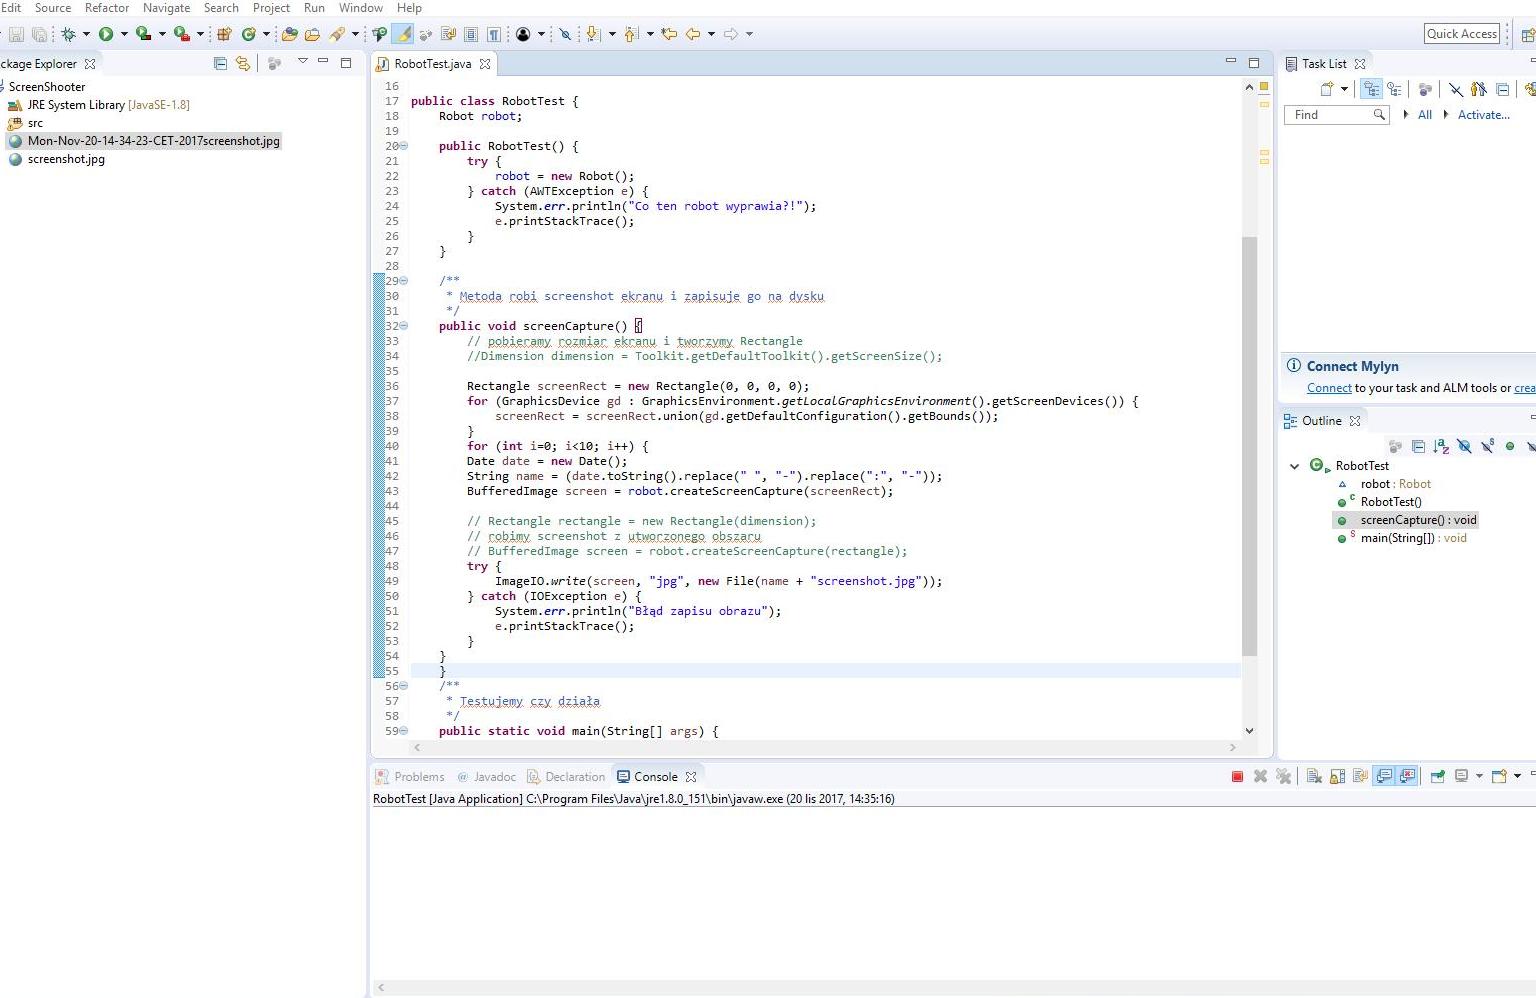 Edit Source Refactor Navigate Search Project Run Window Help
Quick Access
ckage Explorer
ScreenShooter
JRE System Library [JavaSE-1.8]
src
Mon-Nov-20-14-34-23-CET-2017screenshot.jpg
screenshot.jpg
RobotTest.java
16
17 public class RobotTest {
18 Robot robot;
19
20 public RobotTest() {
21 try {
22 robot = new Robot();
23 } catch (AWTException e) {
24 System.err.println("Co ten robot wyprawia?!");
25 e.printStackTrace();
26 }
27 }
28
29 /**
30 * Metoda robi screenshot ekranu i zapisuje go na dysku
31 */
32 public void screenCapture() {
33 // pobieramy rozmiar ekranu i tworzymy Rectangle
34 //Dimension dimension = Toolkit.getDefaultToolkit().getScreenSize();
35
36 Rectangle screenRect = new Rectangle(0, 0, 0, 0);
37 for (GraphicsDevice gd : GraphicsEnvironment.getLocalGraphicsEnvironment().getScreenDevices()) {
38 screenRect = screenRect.union(gd.getDefaultConfiguration().getBounds());
39 }
40 for (int i=0; i<10; i++) {
41 Date date = new Date();
42 String name = (date.toString().replace(" ", "-").replace(":", "-"));
43 BufferedImage screen = robot.createScreenCapture(screenRect);
44
45 // Rectangle rectangle = new Rectangle(dimension);
46 // robimy screenshot z utworzonego obszaru
47 // BufferedImage screen = robot.createScreenCapture(rectangle);
48 try {
49 ImageIO.write(screen, "jpg", new File(name + "screenshot.jpg"));
50 } catch (IOException e) {
51 System.err.println("Błąd zapisu obrazu");
52 e.printStackTrace();
53 }
54 }
55 }
56 /**
57 * Testujemy czy działa
58 */
59 public static void main(String[] args) {
Task List
Find All Activate...
Connect Mylyn
Connect to your task and ALM tools or crea
Outline
RobotTest
robot : Robot
RobotTest()
screenCapture() : void
main(String[]) : void
Problems @ Javadoc Declaration Console
RobotTest [Java Application] C:\Program Files\Java\jre1.8.0_151\bin\javaw.exe (20 lis 2017, 14:35:16)